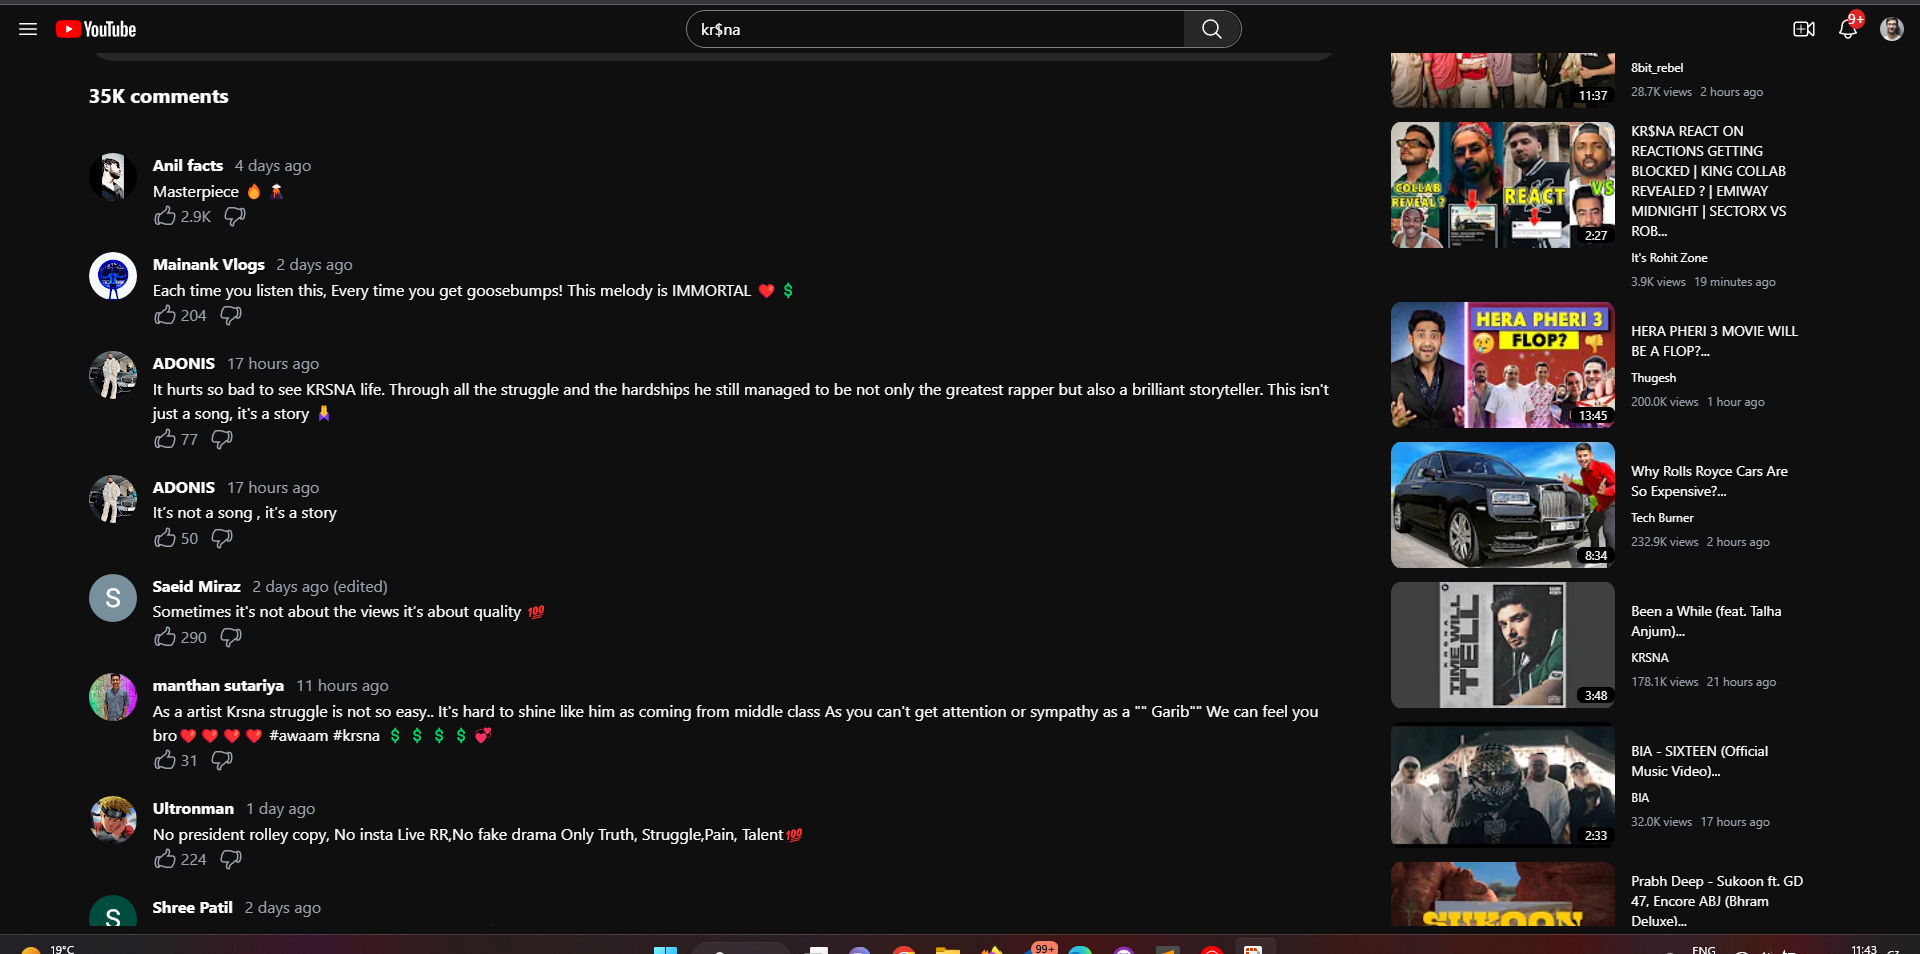 YouTube
kr$na
9+
35K comments
Anil facts 4 days ago
Masterpiece
2.9K
Mainank Vlogs 2 days ago
Each time you listen this, Every time you get goosebumps! This melody is IMMORTAL
204
ADONIS 17 hours ago
It hurts so bad to see KRSNA life. Through all the struggle and the hardships he still managed to be not only the greatest rapper but also a brilliant storyteller. This isn't
just a song, it's a story
77
ADONIS 17 hours ago
It’s not a song , it’s a story
50
S
Saeid Miraz 2 days ago (edited)
Sometimes it's not about the views it’s about quality 💯
290
manthan sutariya 11 hours ago
As a artist Krsna struggle is not so easy.. It's hard to shine like him as coming from middle class As you can't get attention or sympathy as a "" Garib"" We can feel you
bro #awaam #krsna
31
Ultronman 1 day ago
No president rolley copy, No insta Live RR,No fake drama Only Truth, Struggle,Pain, Talent💯
224
S
Shree Patil 2 days ago
11:37
8bit_rebel
28.7K views 2 hours ago
COLLAB
REVEAL?
REACT
VS
2:27
KR$NA REACT ON
REACTIONS GETTING
BLOCKED | KING COLLAB
REVEALED ? | EMIWAY
MIDNIGHT | SECTORX VS
ROB...
It's Rohit Zone
3.9K views 19 minutes ago
HERA PHERI 3
FLOP?
13:45
HERA PHERI 3 MOVIE WILL
BE A FLOP?...
Thugesh
200.0K views 1 hour ago
8:34
Why Rolls Royce Cars Are
So Expensive?...
Tech Burner
232.9K views 2 hours ago
KRSNA
TIME WILL
TELL
3:48
Been a While (feat. Talha
Anjum)...
KRSNA
178.1K views 21 hours ago
2:33
BIA - SIXTEEN (Official
Music Video)...
BIA
32.0K views 17 hours ago
SUKOON
Prabh Deep - Sukoon ft. GD
47, Encore ABJ (Bhram
Deluxe)...
19°C
99+
ENG
11:43